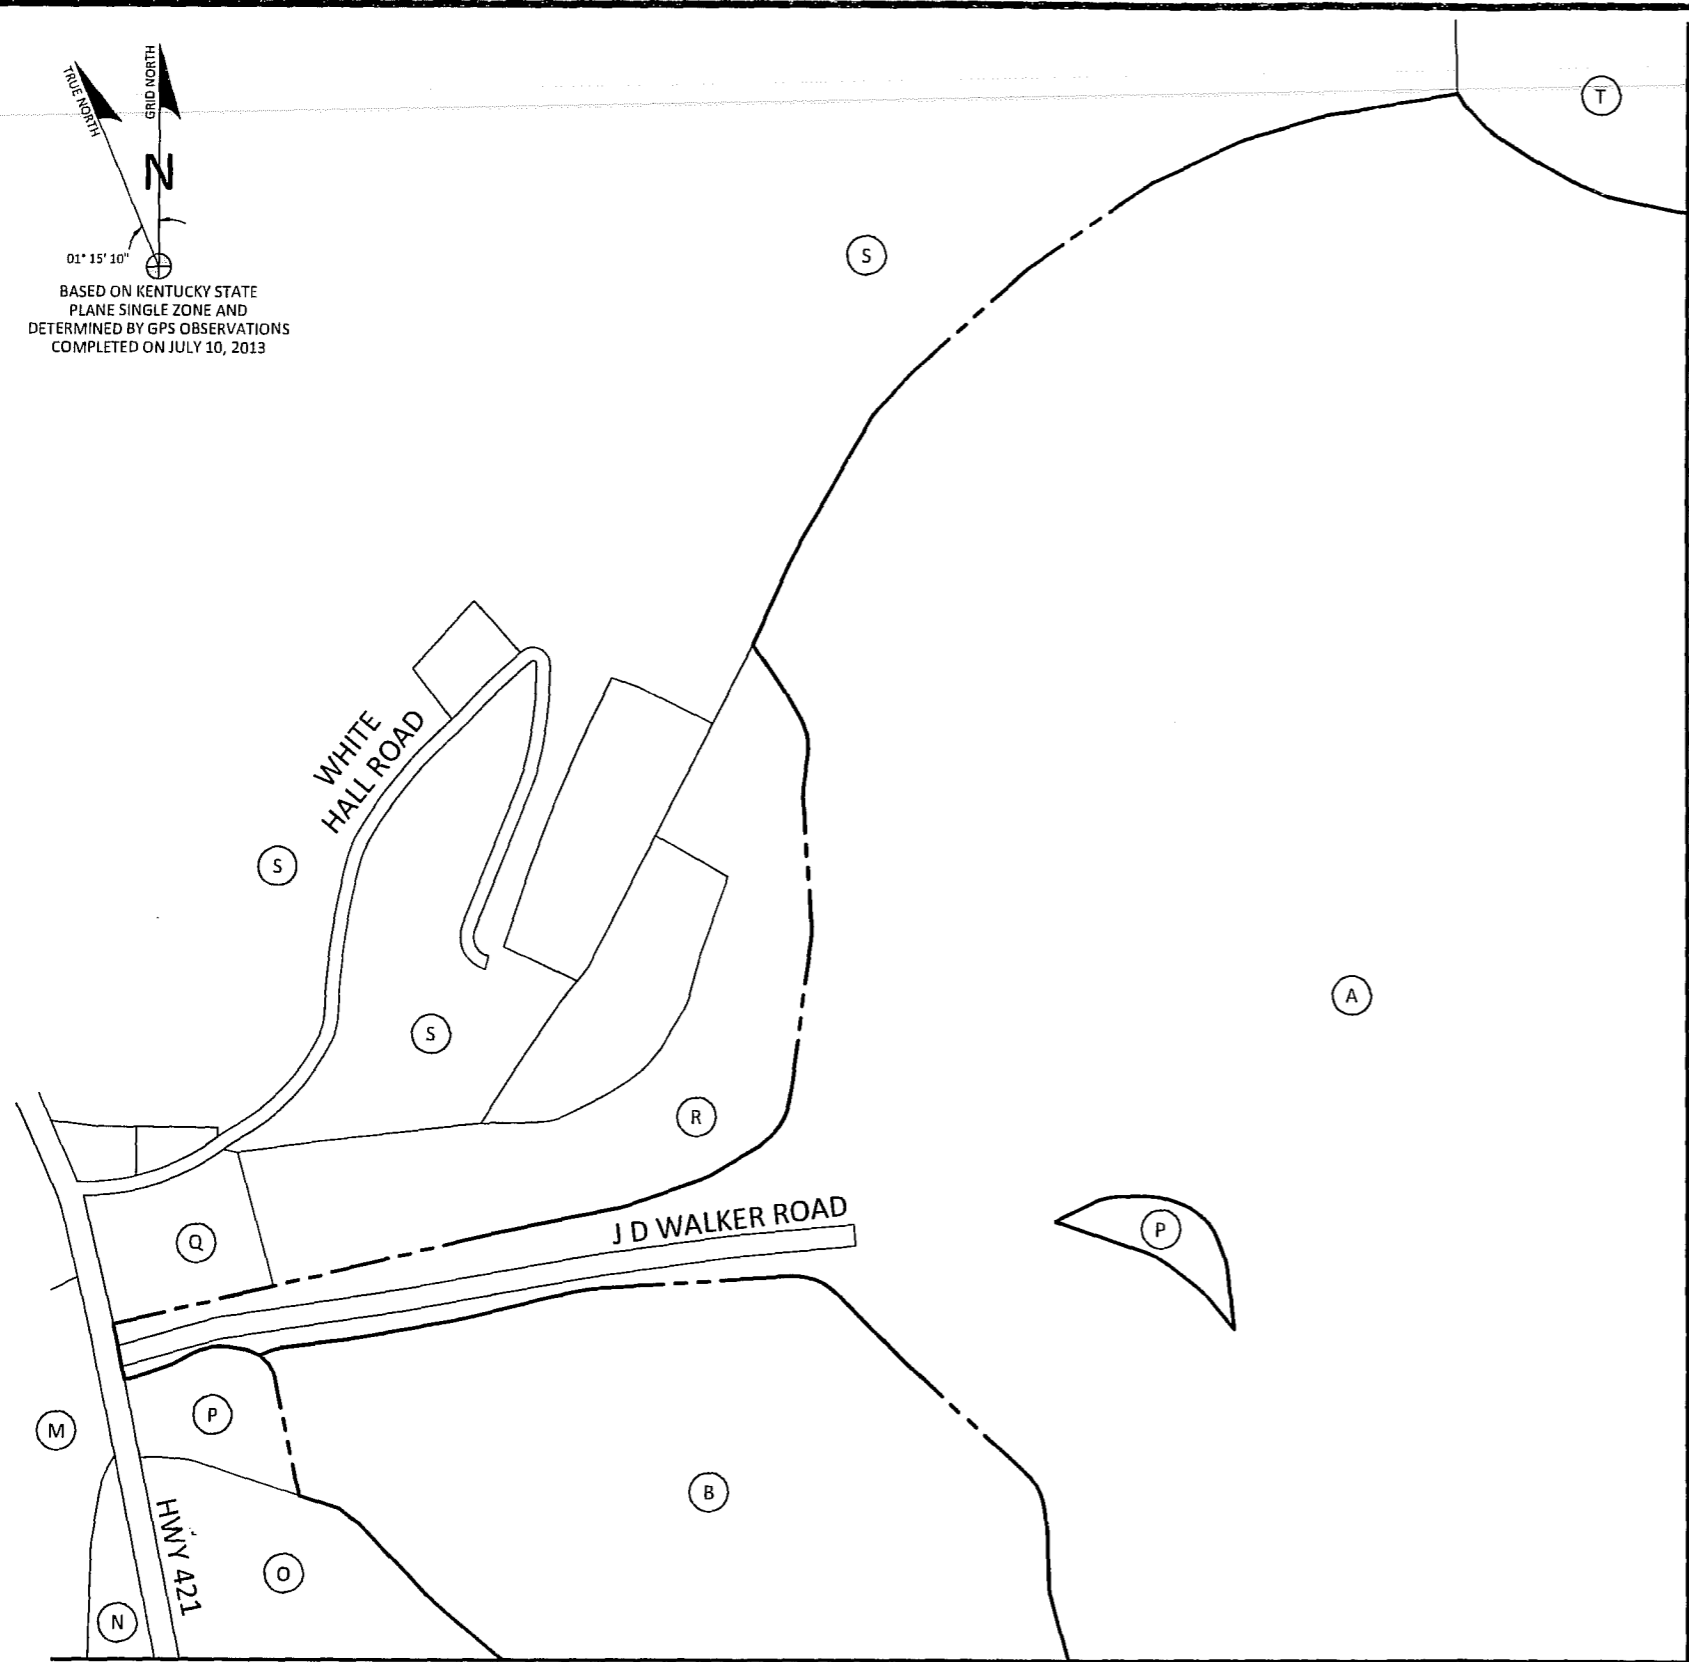 TRUE NORTH
GRID NORTH
N
01° 15' 10"
BASED ON KENTUCKY STATE
PLANE SINGLE ZONE AND
DETERMINED BY GPS OBSERVATIONS
COMPLETED ON JULY 10, 2013
T
S
WHITE
HALL ROAD
S
A
S
R
J D WALKER ROAD
P
Q
P
M
B
HWY 421
O
N